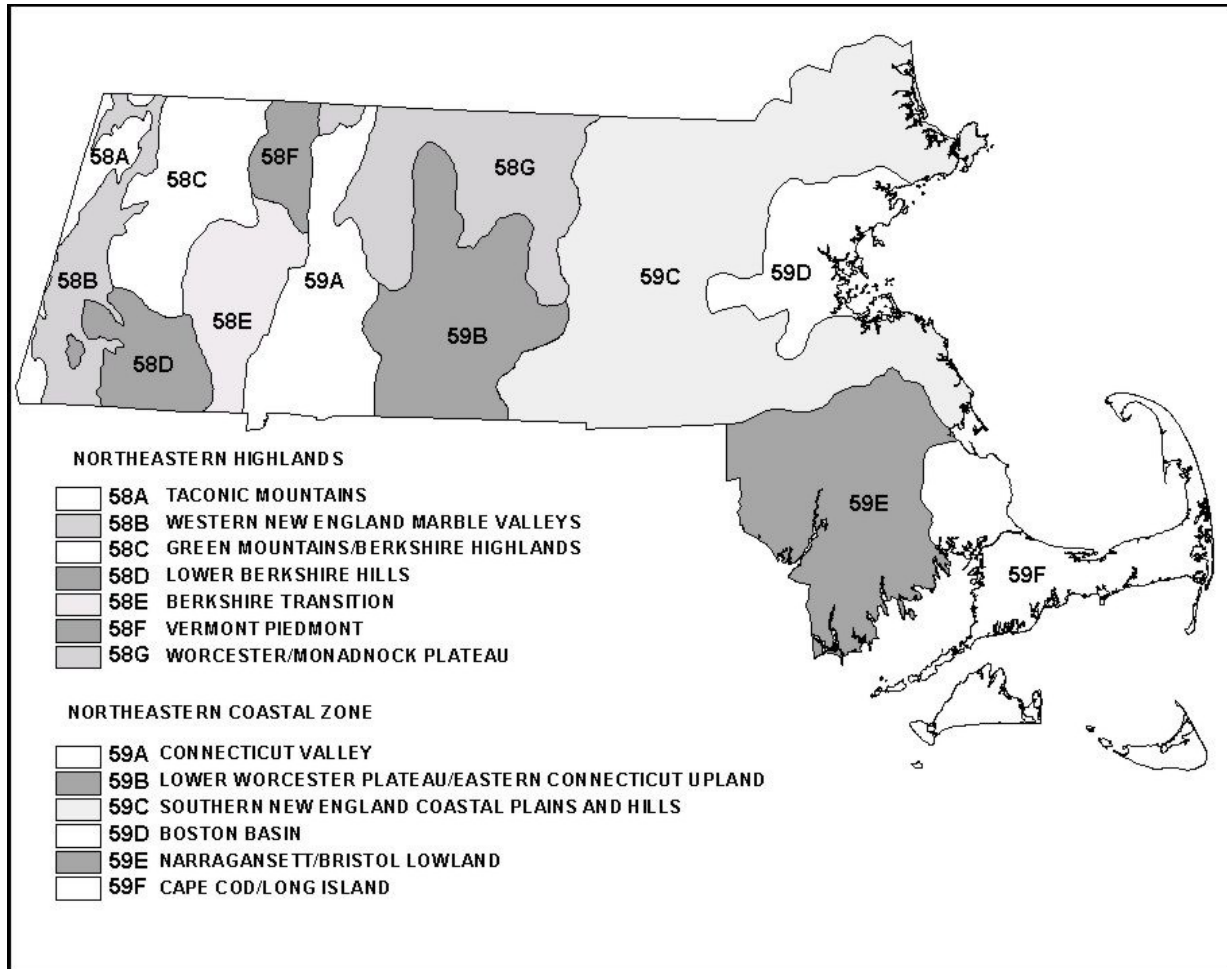 58A
58C
58F
58G
58B
59A
59C
59D
58E
59B
58D
59E
59F
NORTHEASTERN HIGHLANDS
58A TACONIC MOUNTAINS
58B WESTERN NEW ENGLAND MARBLE VALLEYS
58C GREEN MOUNTAINS/BERKSHIRE HIGHLANDS
58D LOWER BERKSHIRE HILLS
58E BERKSHIRE TRANSITION
58F VERMONT PIEDMONT
58G WORCESTER/MONADNOCK PLATEAU
NORTHEASTERN COASTAL ZONE
59A CONNECTICUT VALLEY
59B LOWER WORCESTER PLATEAU/EASTERN CONNECTICUT UPLAND
59C SOUTHERN NEW ENGLAND COASTAL PLAINS AND HILLS
59D BOSTON BASIN
59E NARRAGANSETT/BRISTOL LOWLAND
59F CAPE COD/LONG ISLAND